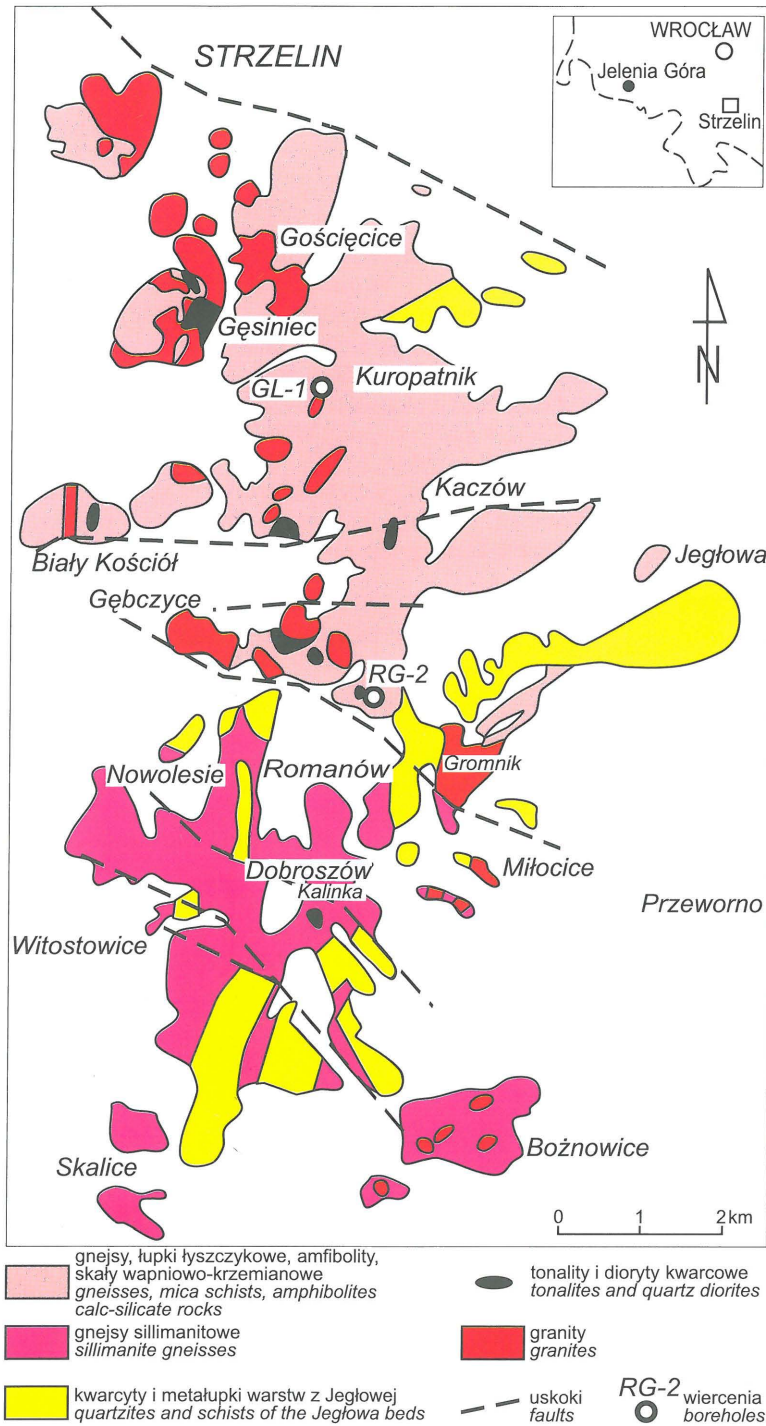 STRZELIN
WROCŁAW
Jelenia Góra
Strzelin
Gościęcice
Gęsiniec
Kuropatnik
GL-1
N
Kaczów
Biały Kościół
Jegłowa
Gębczyce
RG-2
Nowolesie
Romanów
Gromnik
Dobroszów
Kalinka
Miłocice
Przeworno
Witostowice
Bożnowice
Skalice
0 1 2 km
gnejsy, łupki łyszczykowe, amfibolity,
skały wapniowo-krzemianowe
gneisses, mica schists, amphibolites
calc-silicate rocks
tonality i dioryty kwarcowe
tonalites and quartz diorites
gnejsy sillimanitowe
sillimanite gneisses
granity
granites
kwarcyty i metałupki warstw z Jegłowej
quartzites and schists of the Jegłowa beds
uskoki
faults
RG-2
wiercenia
boreholes